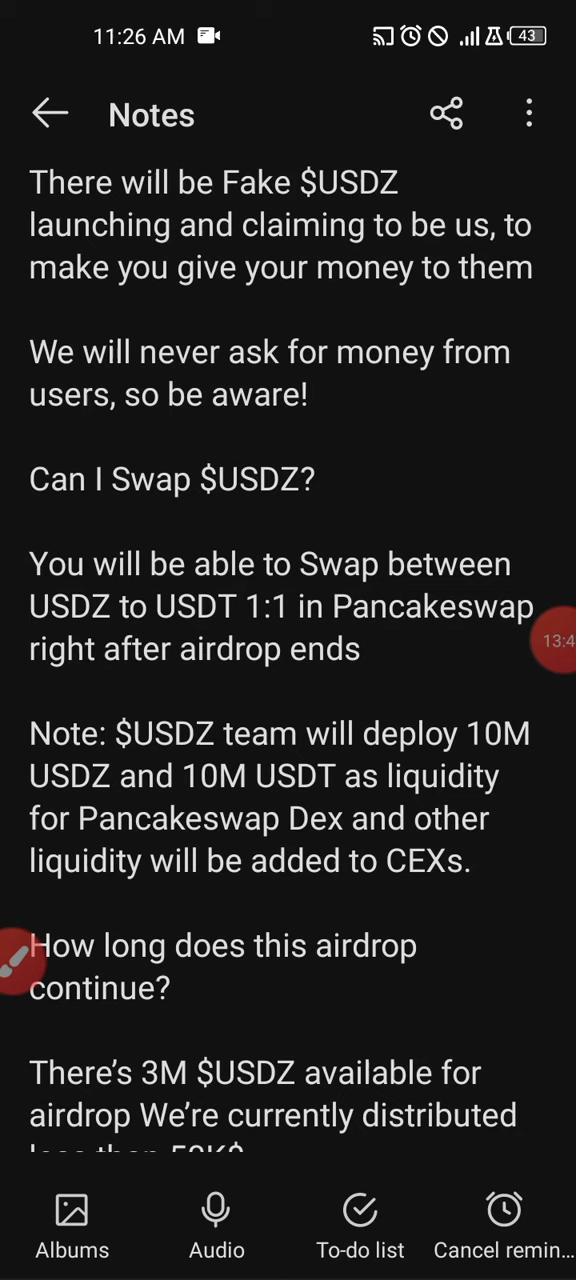 11:26 AM
43
Notes
There will be Fake $USDZ
launching and claiming to be us, to
make you give your money to them
We will never ask for money from
users, so be aware!
Can I Swap $USDZ?
You will be able to Swap between
USDZ to USDT 1:1 in Pancakeswap
right after airdrop ends
13:4
Note: $USDZ team will deploy 10M
USDZ and 10M USDT as liquidity
for Pancakeswap Dex and other
liquidity will be added to CEXs.
How long does this airdrop
continue?
There’s 3M $USDZ available for
airdrop We’re currently distributed
less than
Albums
Audio
To-do list
Cancel remin...